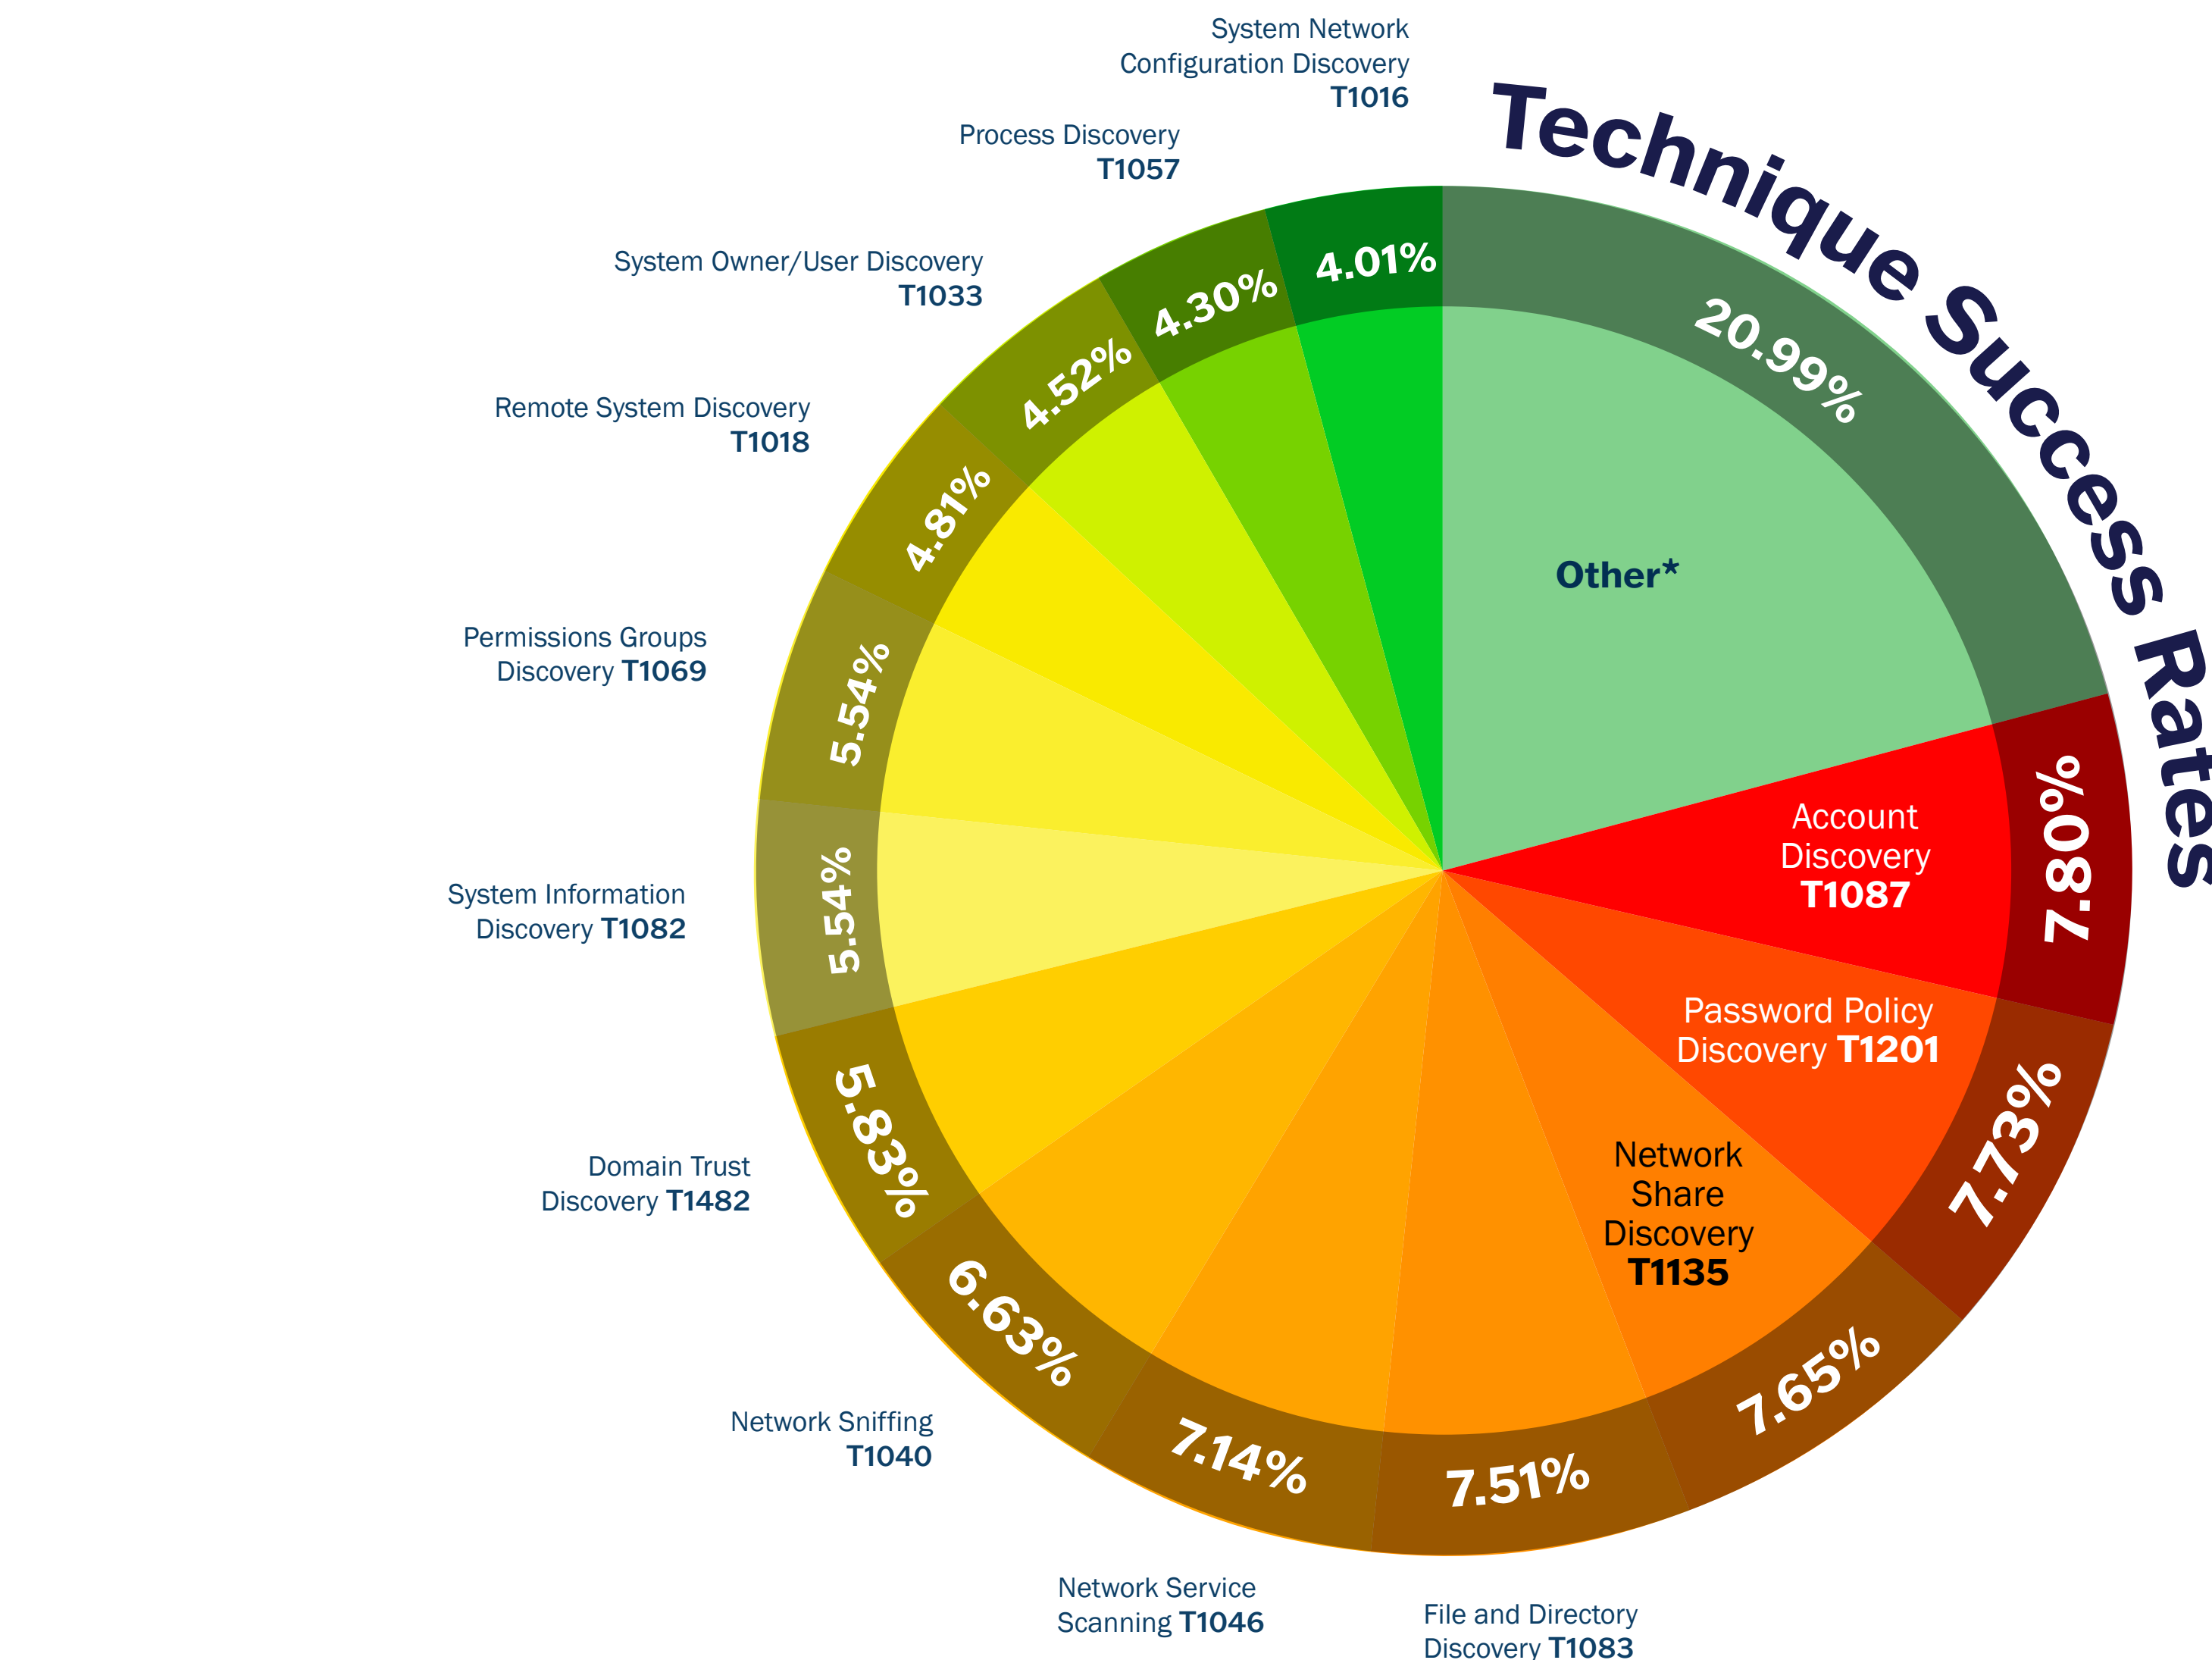 Technique Success Rates
System Network
Configuration Discovery
T1016
Process Discovery
T1057
System Owner/User Discovery
T1033
Remote System Discovery
T1018
Permissions Groups
Discovery T1069
System Information
Discovery T1082
Domain Trust
Discovery T1482
Network Sniffing
T1040
Network Service
Scanning T1046
File and Directory
Discovery T1083
Network
Share
Discovery
T1135
Password Policy
Discovery T1201
Account
Discovery
T1087
Other*
20.99%
7.80%
7.73%
7.65%
7.51%
7.14%
6.63%
5.83%
5.54%
5.54%
4.81%
4.52%
4.30%
4.01%